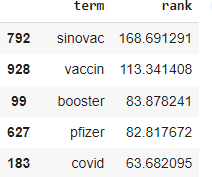 term rank
792 sinovac 168.691291
928 vaccin 113.341408
99 booster 83.878241
627 pfizer 82.817672
183 covid 63.682095